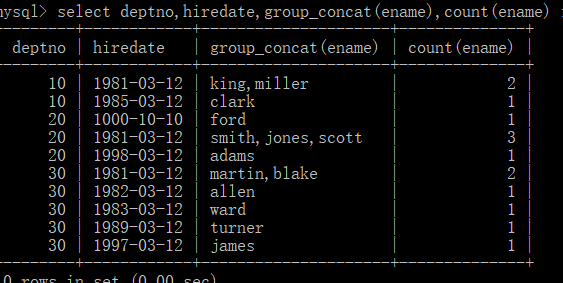 mysql> select deptno,hiredate,group_concat(ename),count(ename)
deptno | hiredate | group_concat(ename) | count(ename) |
10 | 1981-03-12 | king,miller | 2 |
10 | 1985-03-12 | clark | 1 |
20 | 1000-10-10 | ford | 1 |
20 | 1981-03-12 | smith,jones,scott | 3 |
20 | 1998-03-12 | adams | 1 |
30 | 1981-03-12 | martin,blake | 2 |
30 | 1982-03-12 | allen | 1 |
30 | 1983-03-12 | ward | 1 |
30 | 1989-03-12 | turner | 1 |
30 | 1997-03-12 | james | 1 |
0 rows in set (0.00 sec)